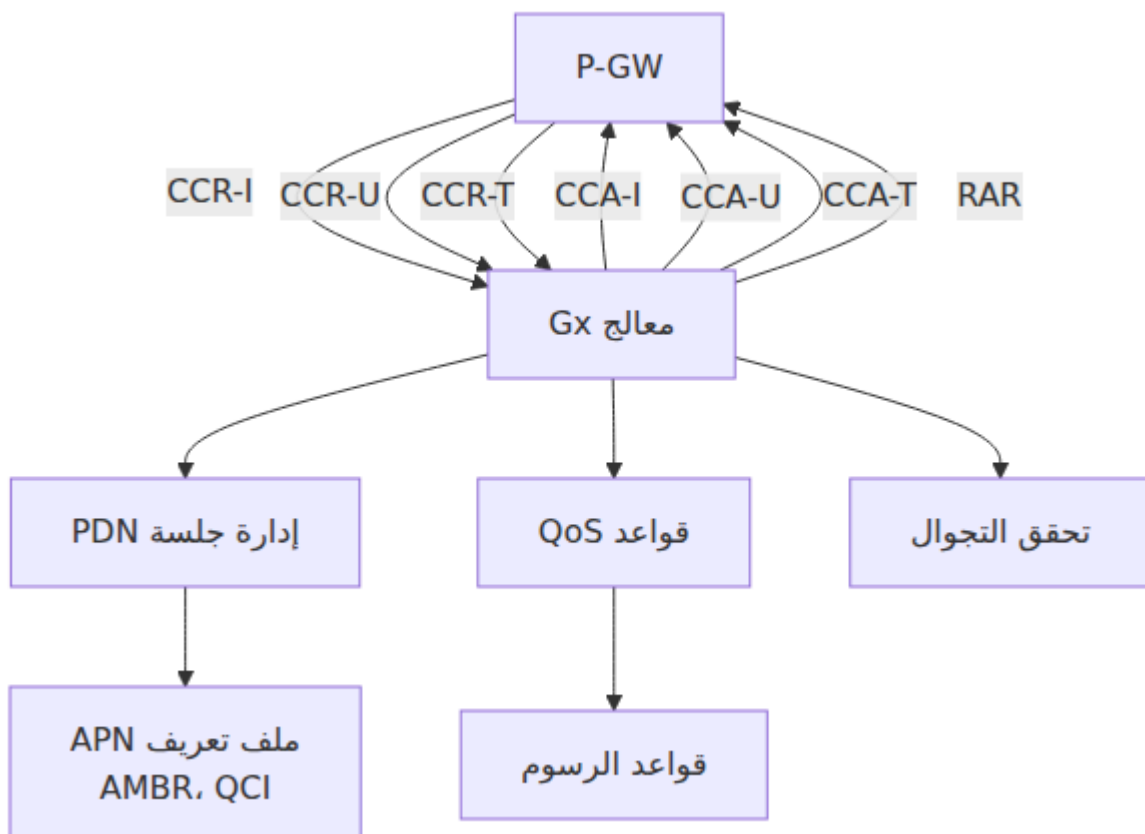 P-GW
CCR-I
CCR-U
CCR-T
CCA-I
CCA-U
CCA-T
RAR
معالج Gx
إدارة جلسة PDN
قواعد QoS
تحقق التجوال
ملف تعريف APN
AMBR، QCI
قواعد الرسوم